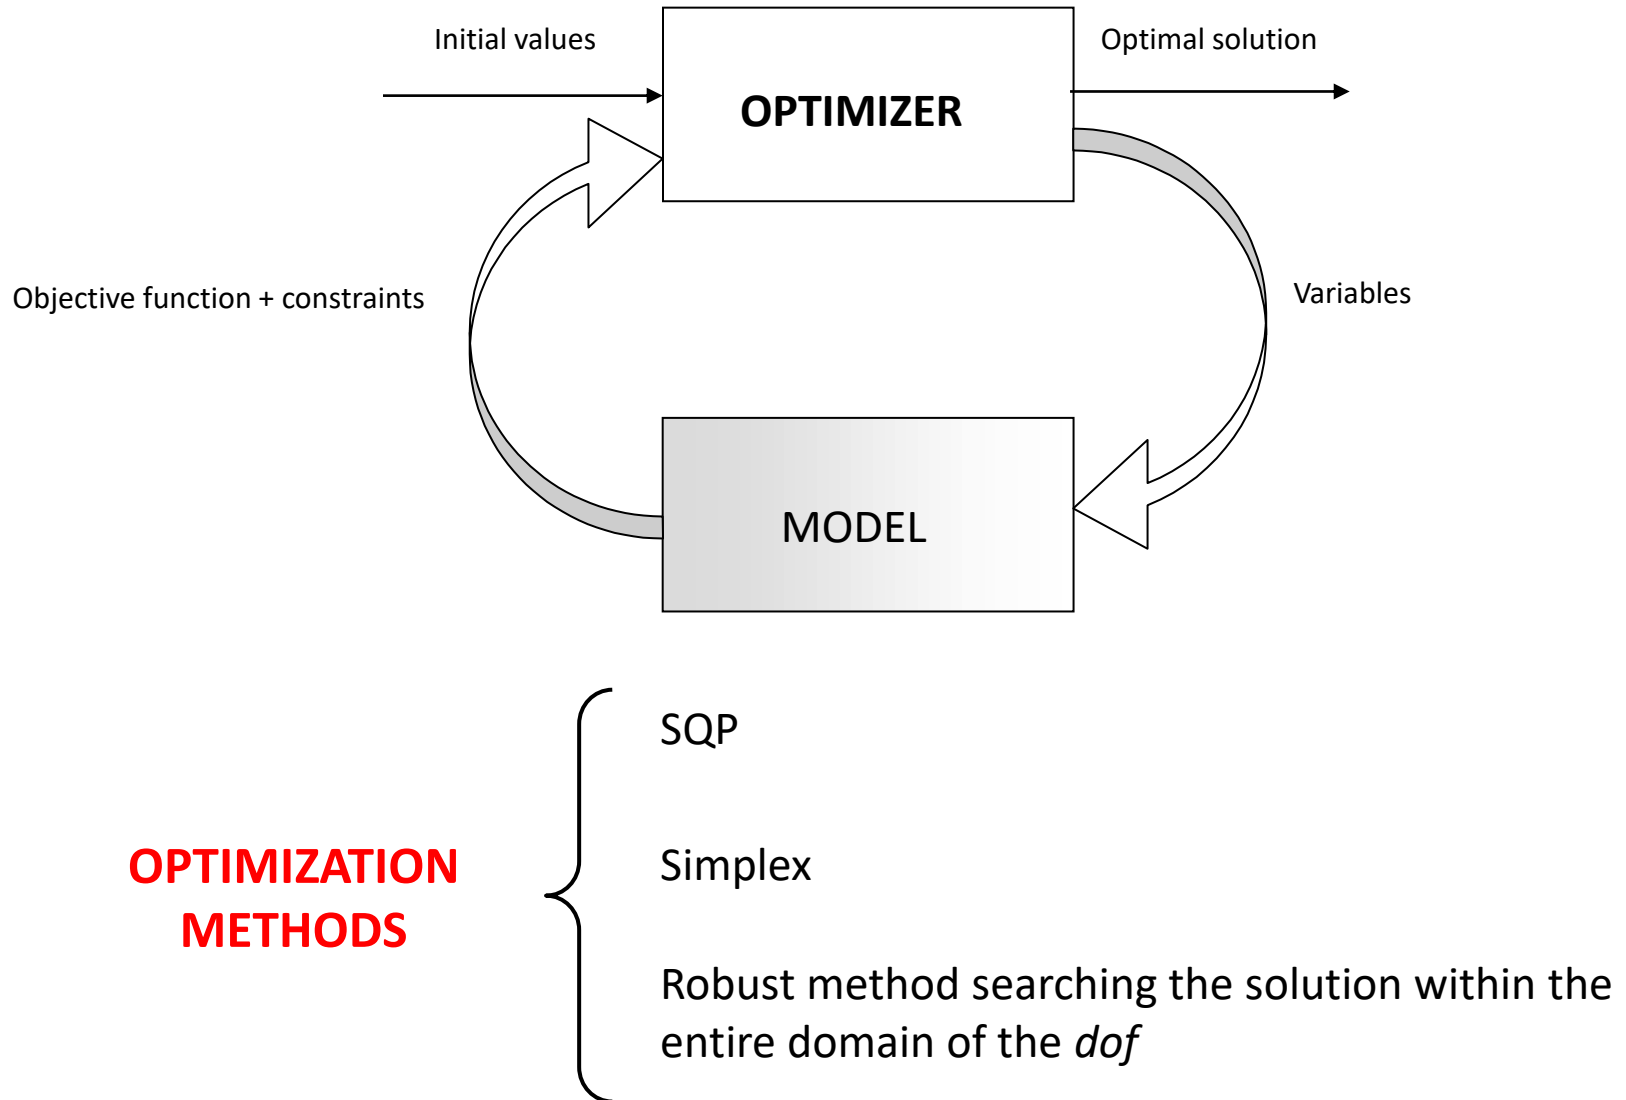 Initial values
Optimal solution
OPTIMIZER
Objective function + constraints
Variables
MODEL
OPTIMIZATION
METHODS
SQP
Simplex
Robust method searching the solution within the
entire domain of the dof